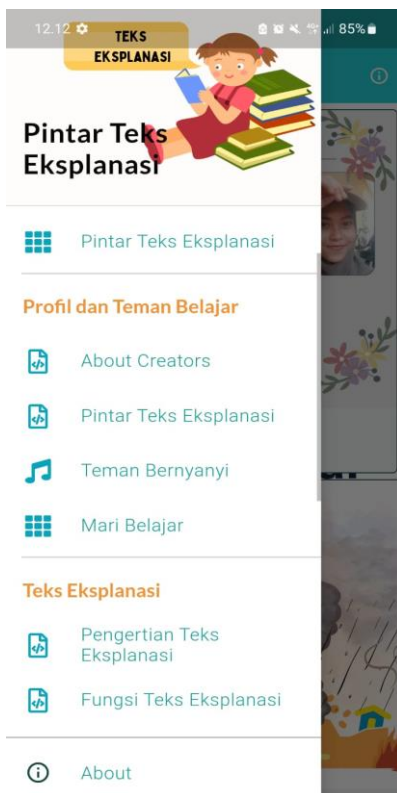 12.12
85%
TEKS
EKSPLANASI
Pintar Teks
Eksplanasi
Pintar Teks Eksplanasi
Profil dan Teman Belajar
About Creators
Pintar Teks Eksplanasi
Teman Bernyanyi
Mari Belajar
Teks Eksplanasi
Pengertian Teks
Eksplanasi
Fungsi Teks Eksplanasi
About